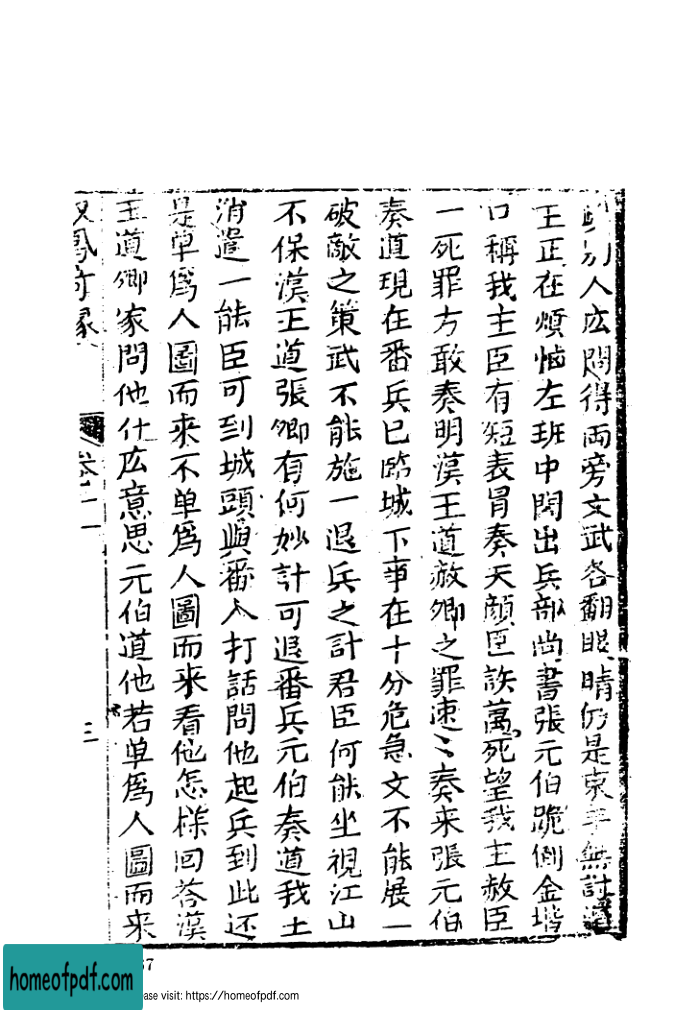 別人庅問得両旁文武各翻眼睛仍是束手無計漢
王正在煩惱左班中閃出兵部尚書張元伯跪倒金堦
口稱我主臣有短表冒奏天顔臣該萬死望我主赦臣
一死罪方敢奏明漢王道赦卿之罪速〻奏来張元伯
奏道現在番兵已臨城下事在十分危急文不能展一
破敵之策武不能施一退兵之計君臣何能坐視江山
不保漢王道張卿有何妙計可退番兵元伯奏道我主
消遣一能臣可到城頭與番人打話問他起兵到此还
是单爲人圖而来不单爲人圖而来看他怎様回荅漢
王道卿家問他什庅意思元伯道他若单爲人圖而来
双鳳奇緣
卷二
三
37
homeofpdf.com
ase visit: https://homeofpdf.com